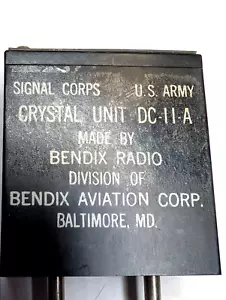 SIGNAL CORPS U.S. ARMY
CRYSTAL UNIT DC-11-A
MADE BY
BENDIX RADIO
DIVISION OF
BENDIX AVIATION CORP.
BALTIMORE, MD.